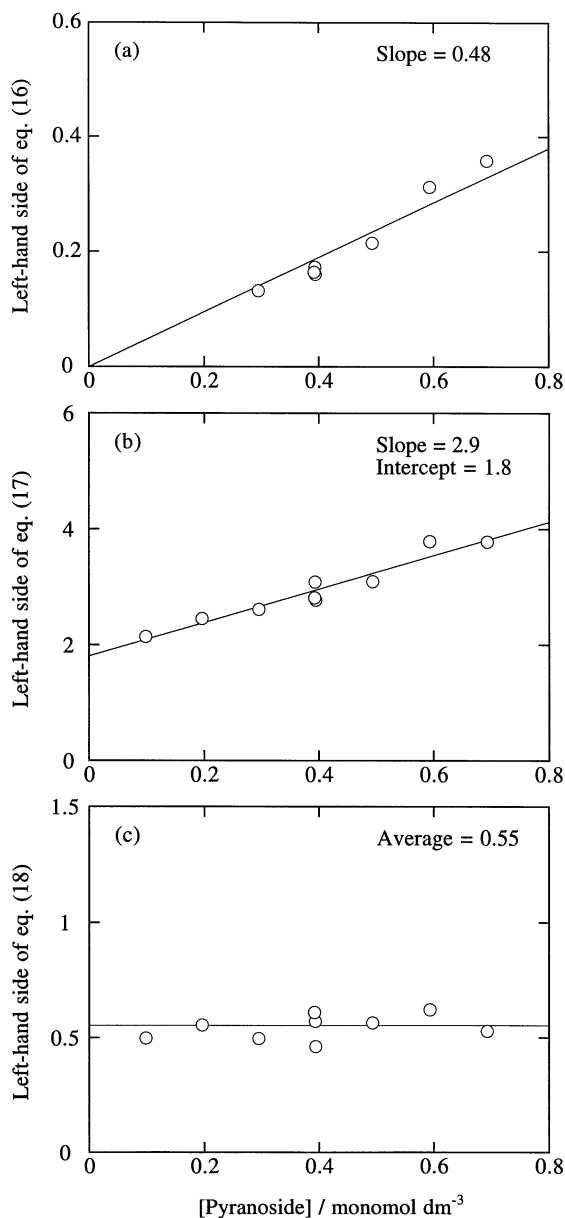 0.6
(a)
Slope = 0.48
0.4
Left-hand side of eq. (16)
0.2
0
0 0.2 0.4 0.6 0.8
6
(b)
Slope = 2.9
Intercept = 1.8
4
Left-hand side of eq. (17)
2
0
0 0.2 0.4 0.6 0.8
1.5
(c)
Average = 0.55
1
Left-hand side of eq. (18)
0.5
0
0 0.2 0.4 0.6 0.8
[Pyranoside] / monomol dm⁻³